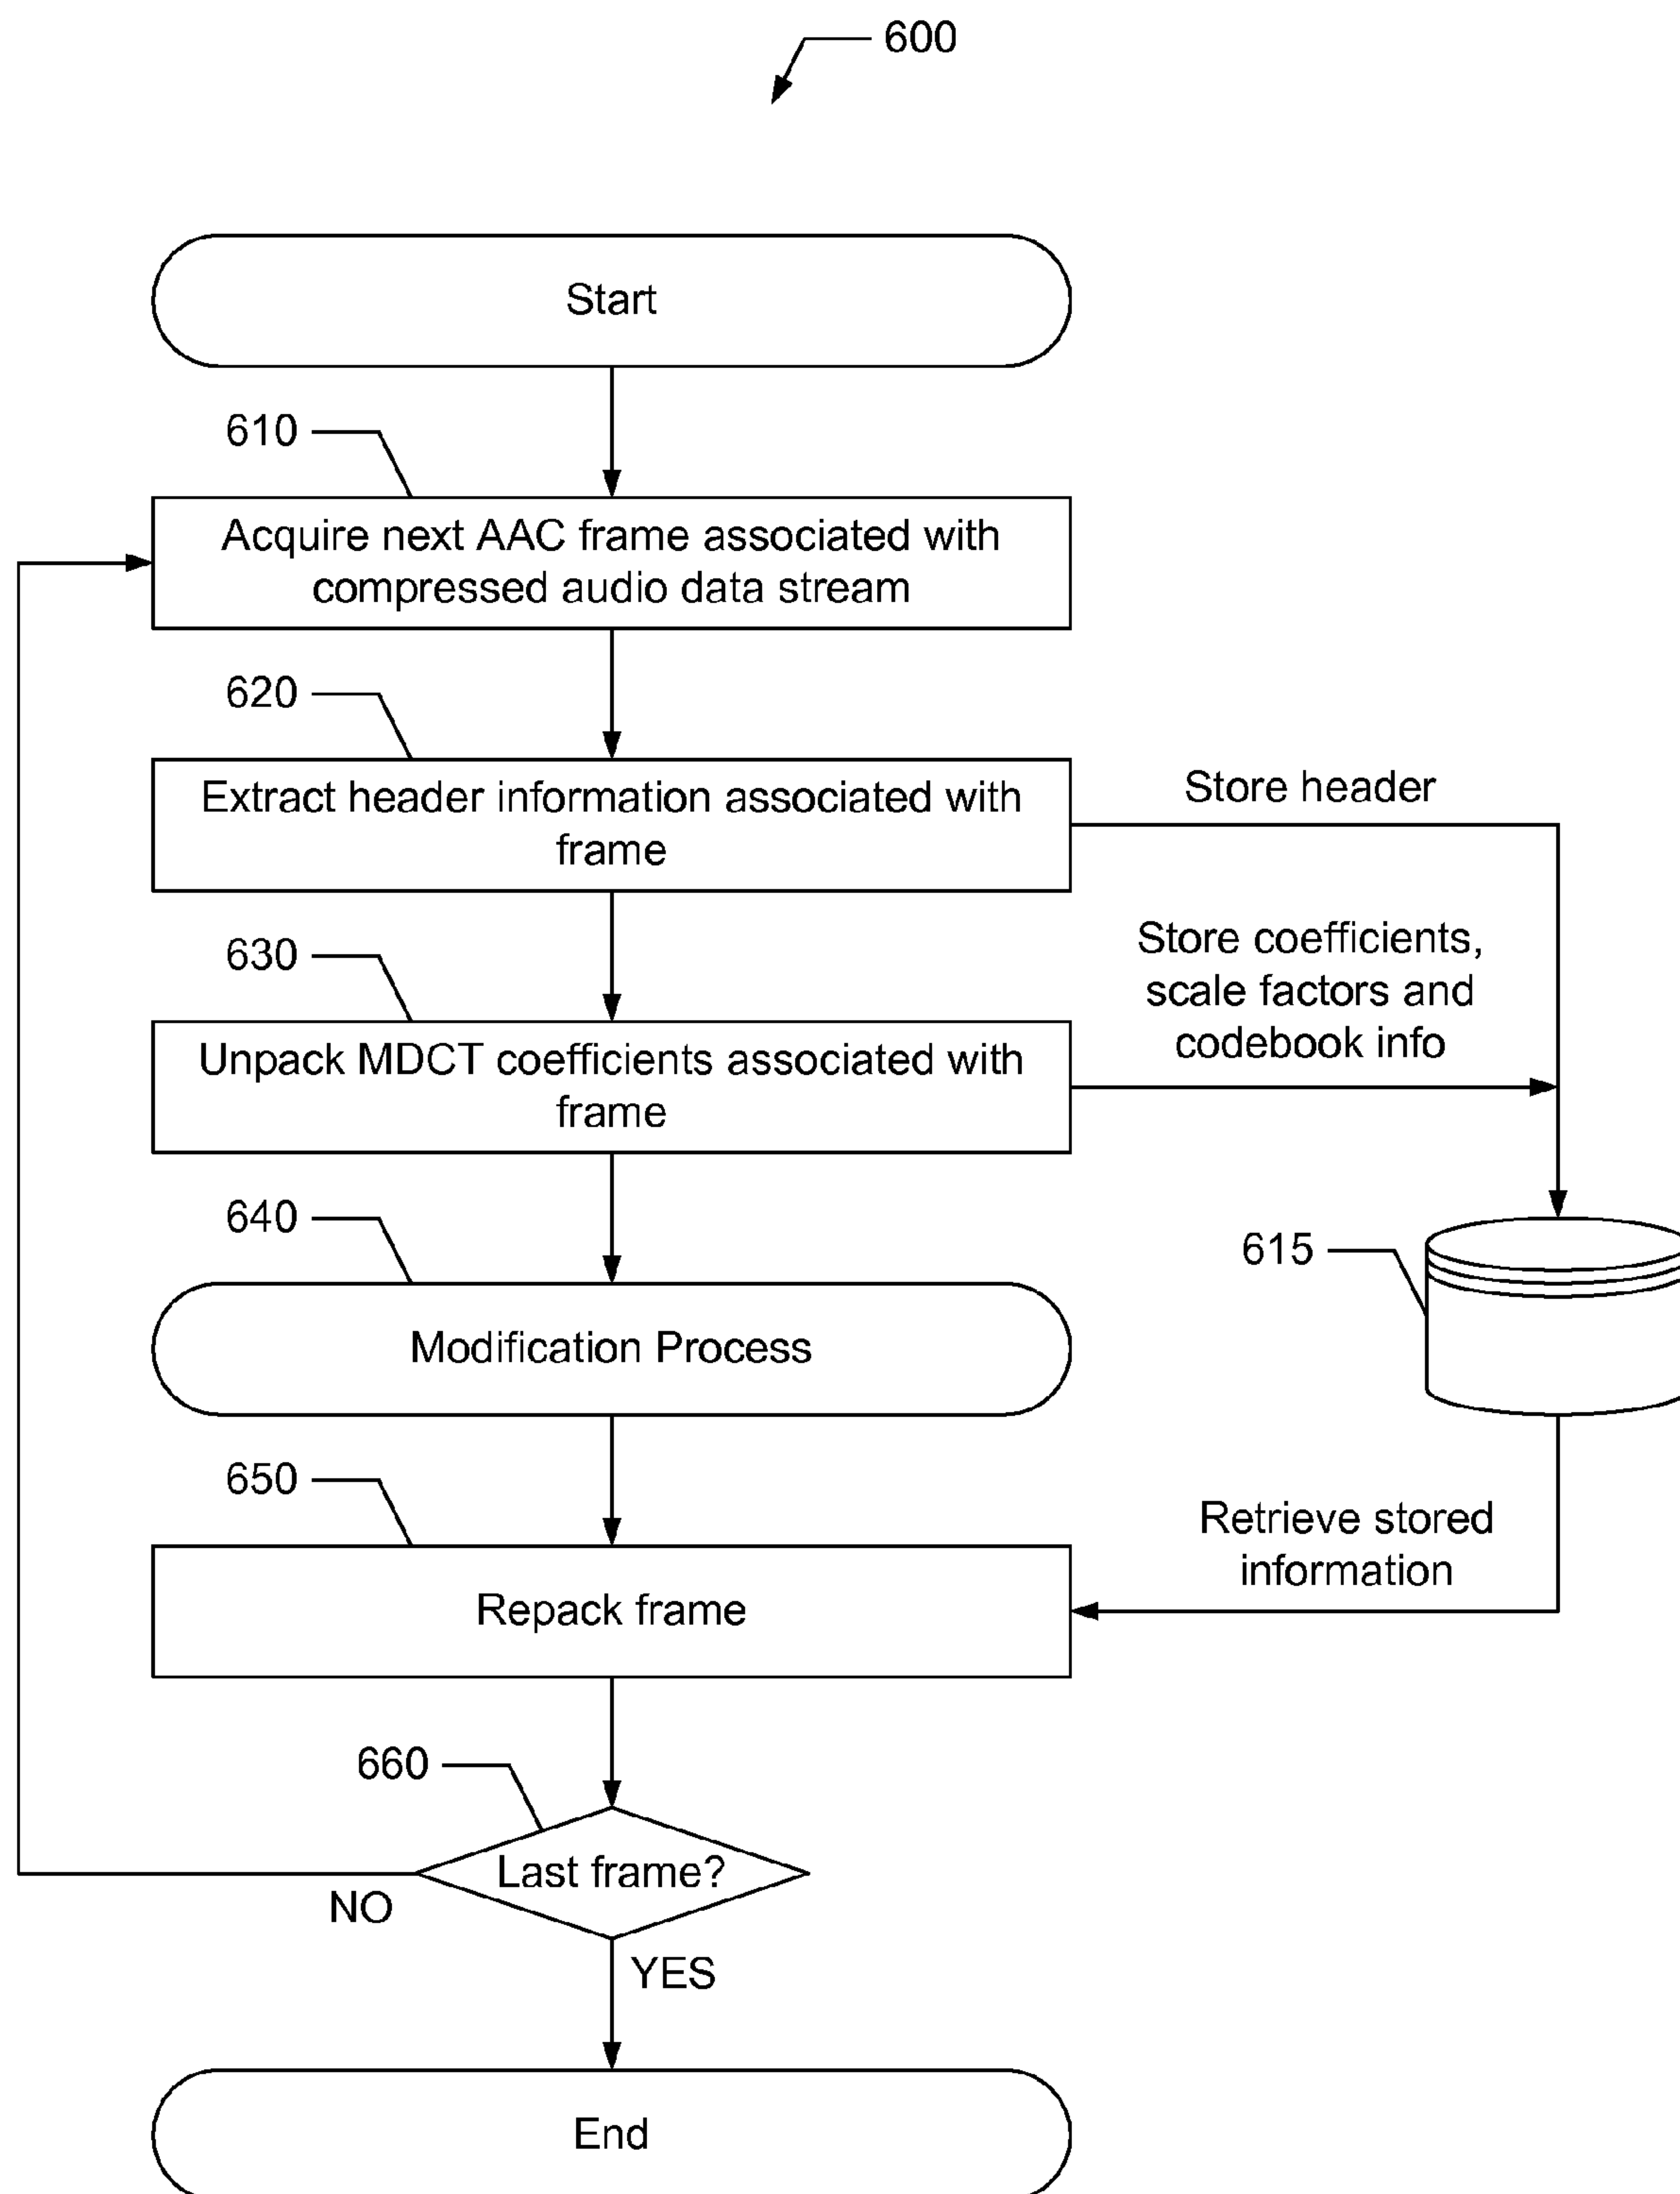 600
Start
610
Acquire next AAC frame associated with
compressed audio data stream
620
Extract header information associated with
frame
Store header
630
Store coefficients,
scale factors and
codebook info
Unpack MDCT coefficients associated with
frame
640
615
Modification Process
650
Retrieve stored
information
Repack frame
660
Last frame?
NO
YES
End